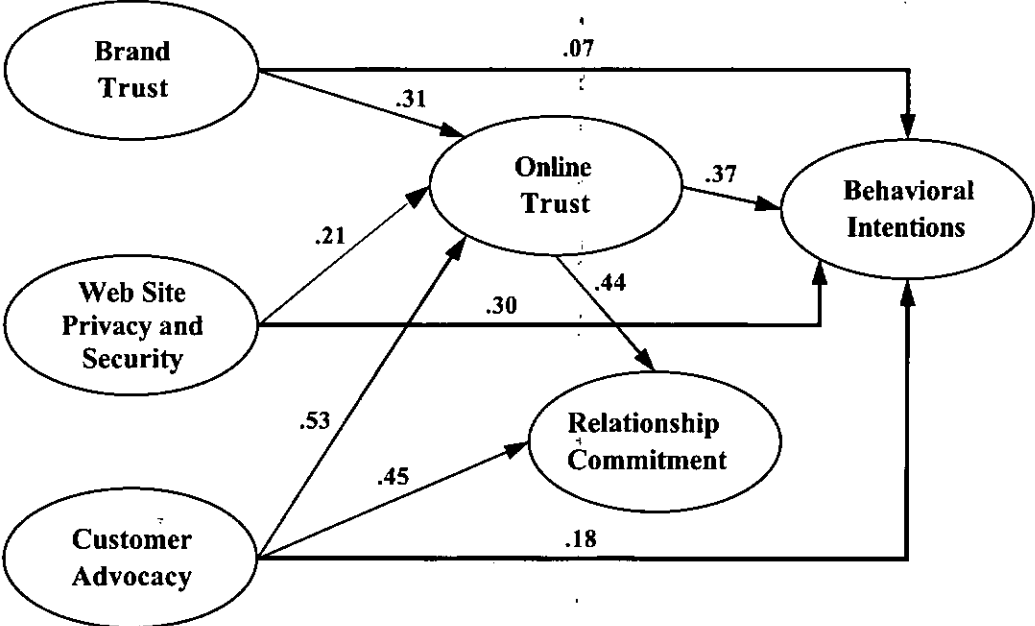 Brand
Trust
.07
.31
Online
Trust
.37
Behavioral
Intentions
.21
Web Site
Privacy and
Security
.30
.44
.53
Relationship
Commitment
.45
Customer
Advocacy
.18